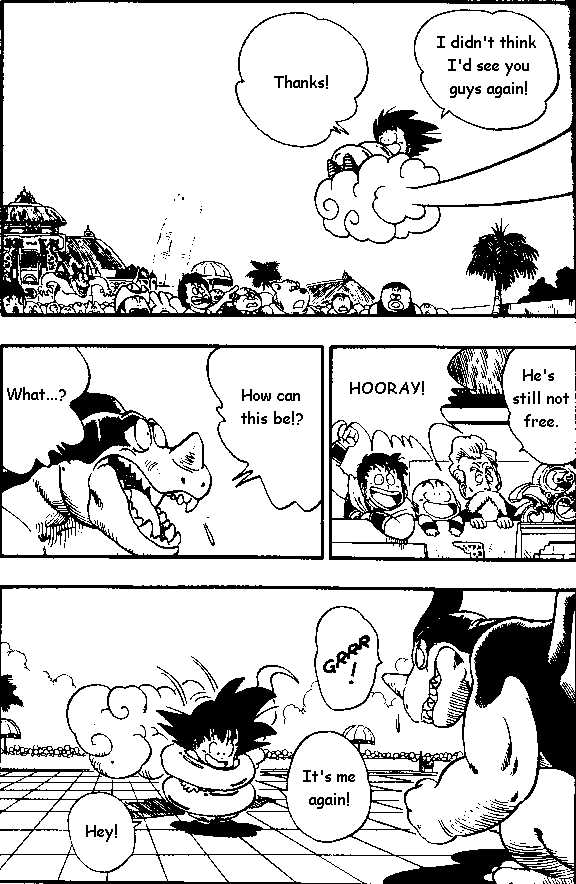 I didn't think
I'd see you
guys again!
Thanks!
What...?
How can
this be!?
HOORAY!
He's
still not
free.
GRRR
!
It's me
again!
Hey!